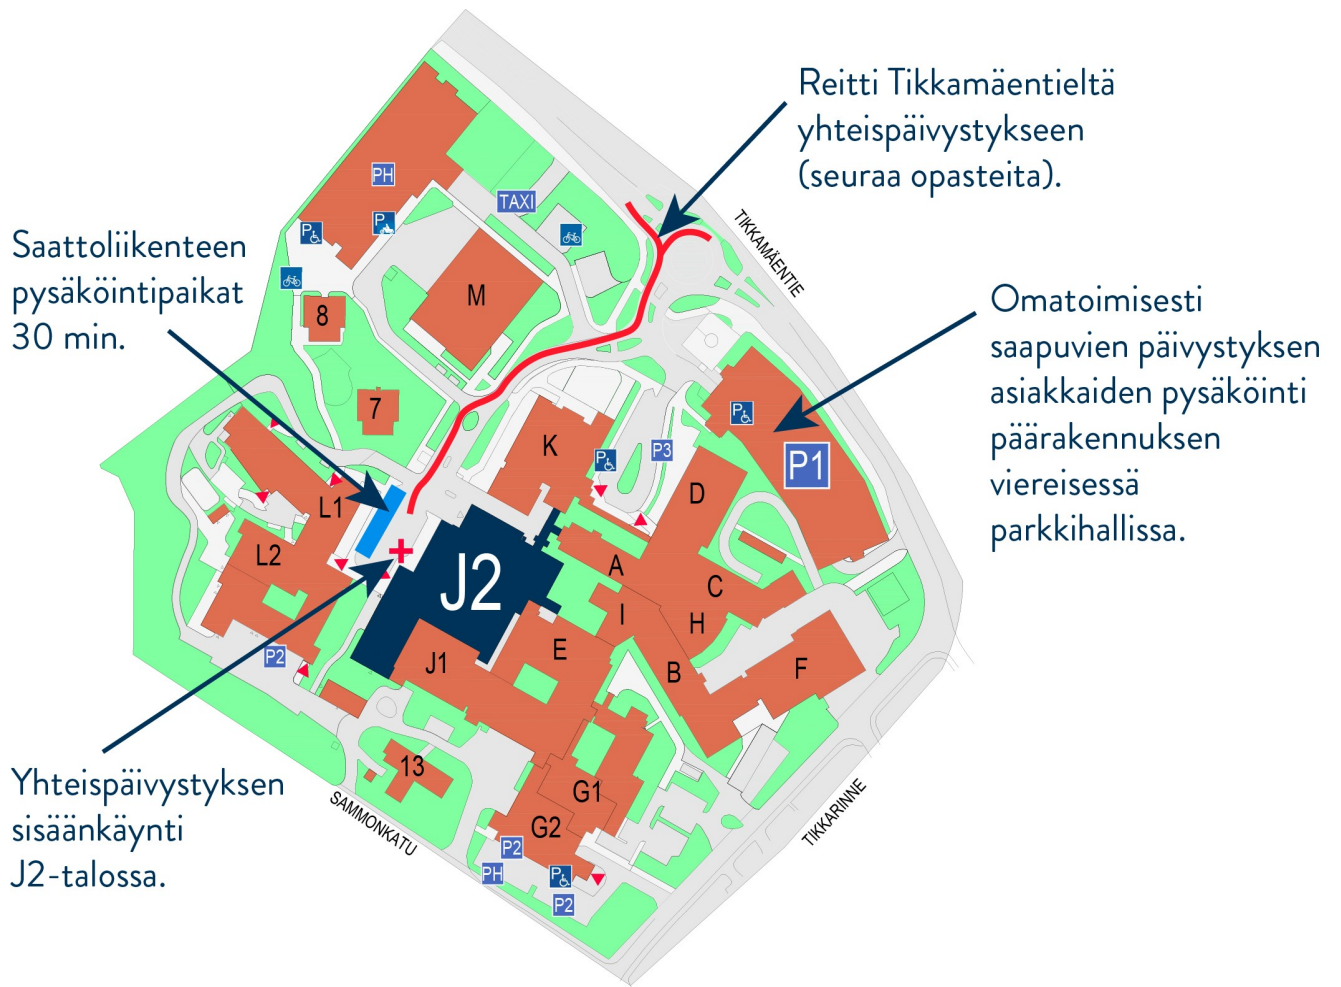 Reitti Tikkamäentieltä
yhteispäivystykseen
(seuraa opasteita).
Saattoliikenteen
pysäköintipaikat
30 min.
Omatoimisesti
saapuvien päivystyksen
asiakkaiden pysäköinti
päärakennuksen
viereisessä
parkkihallissa.
Yhteispäivystyksen
sisäänkäynti
J2-talossa.
TIKKAMÄENTIE
TIKKARINNE
SAMMONKATU
PH
TAXI
P
P
M
8
7
K
P
P3
P
P1
D
L1
L2
J2
A
C
I
H
E
J1
B
F
P2
13
G1
G2
P2
PH
P
P2